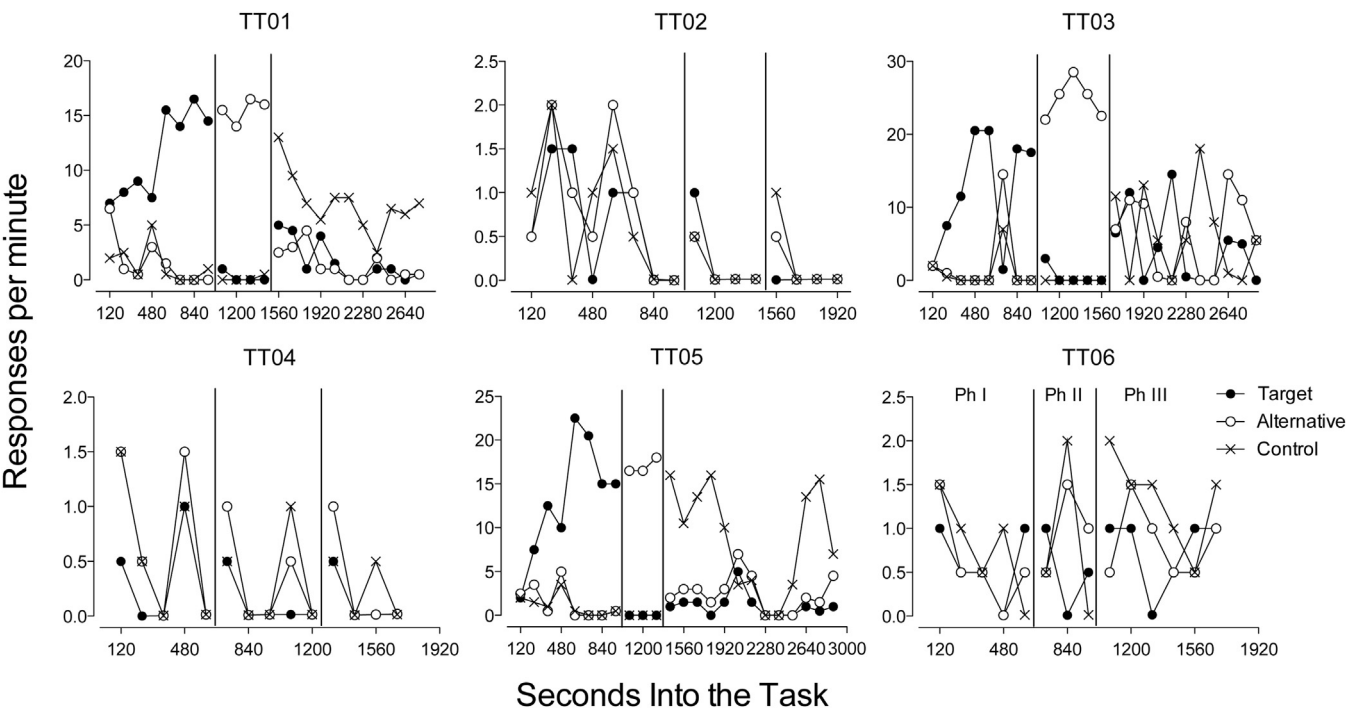 TT01
TT02
TT03
20
15
10
5
0
120 480 840 1200 1560 1920 2280 2640
2.5
2.0
1.5
1.0
0.5
0.0
120 480 840 1200 1560 1920
30
20
10
0
120 480 840 1200 1560 1920 2280 2640
Responses per minute
TT04
TT05
TT06
2.0
1.5
1.0
0.5
0.0
120 480 840 1200 1560 1920
25
20
15
10
5
0
120 480 840 1200 1560 1920 2280 2640 3000
2.5
2.0
1.5
1.0
0.5
0.0
Ph I Ph II Ph III
120 480 840 1200 1560 1920
Target
Alternative
Control
Seconds Into the Task